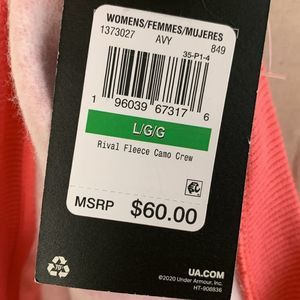 WOMENS/FEMMES/MUJERES
1373027 AVY 849
35-P1-4
1 96039 67317 6
L/G/G
Rival Fleece Camo Crew
MSRP $60.00
UA.COM
©2020 Under Armour, Inc.
HT-908836